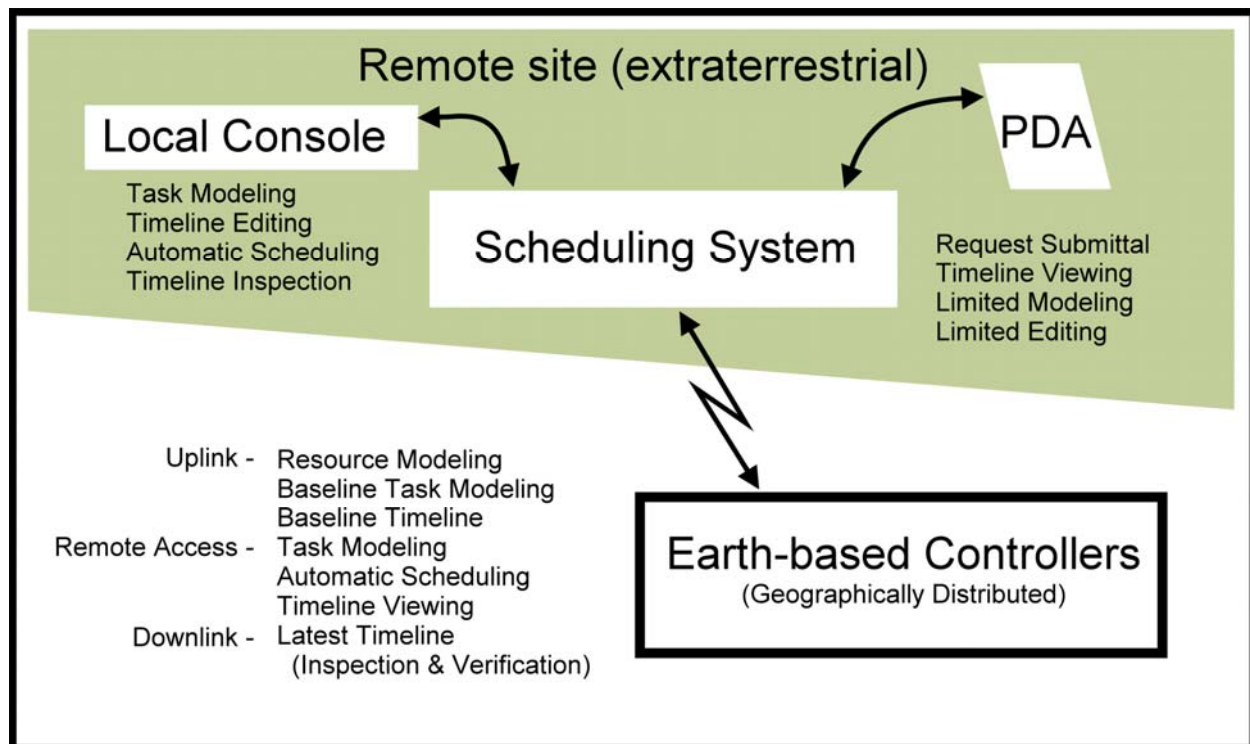 Remote site (extraterrestrial)
Local Console
Task Modeling
Timeline Editing
Automatic Scheduling
Timeline Inspection
Scheduling System
PDA
Request Submittal
Timeline Viewing
Limited Modeling
Limited Editing
Uplink - Resource Modeling
Baseline Task Modeling
Baseline Timeline
Remote Access - Task Modeling
Automatic Scheduling
Timeline Viewing
Downlink - Latest Timeline
(Inspection & Verification)
Earth-based Controllers
(Geographically Distributed)